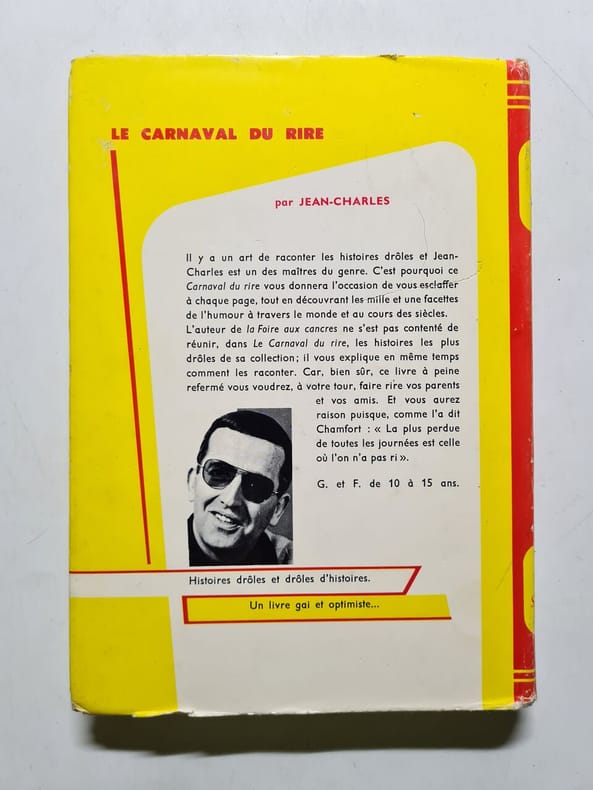 LE CARNAVAL DU RIRE
par JEAN-CHARLES
Il y a un art de raconter les histoires drôles et Jean-
Charles est un des maîtres du genre. C'est pourquoi ce
Carnaval du rire vous donnera l'occasion de vous esclaffer
à chaque page, tout en découvrant les mille et une facettes
de l'humour à travers le monde et au cours des siècles.
L'auteur de la Foire aux cancres ne s'est pas contenté de
réunir, dans Le Carnaval du rire, les histoires les plus
drôles de sa collection; il vous explique en même temps
comment les raconter. Car, bien sûr, ce livre à peine
refermé vous voudrez, à votre tour, faire rire vos parents
et vos amis. Et vous aurez
raison puisque, comme l'a dit
Chamfort : « La plus perdue
de toutes les journées est celle
où l'on n'a pas ri ».
G. et F. de 10 à 15 ans.
Histoires drôles et drôles d'histoires.
Un livre gai et optimiste...